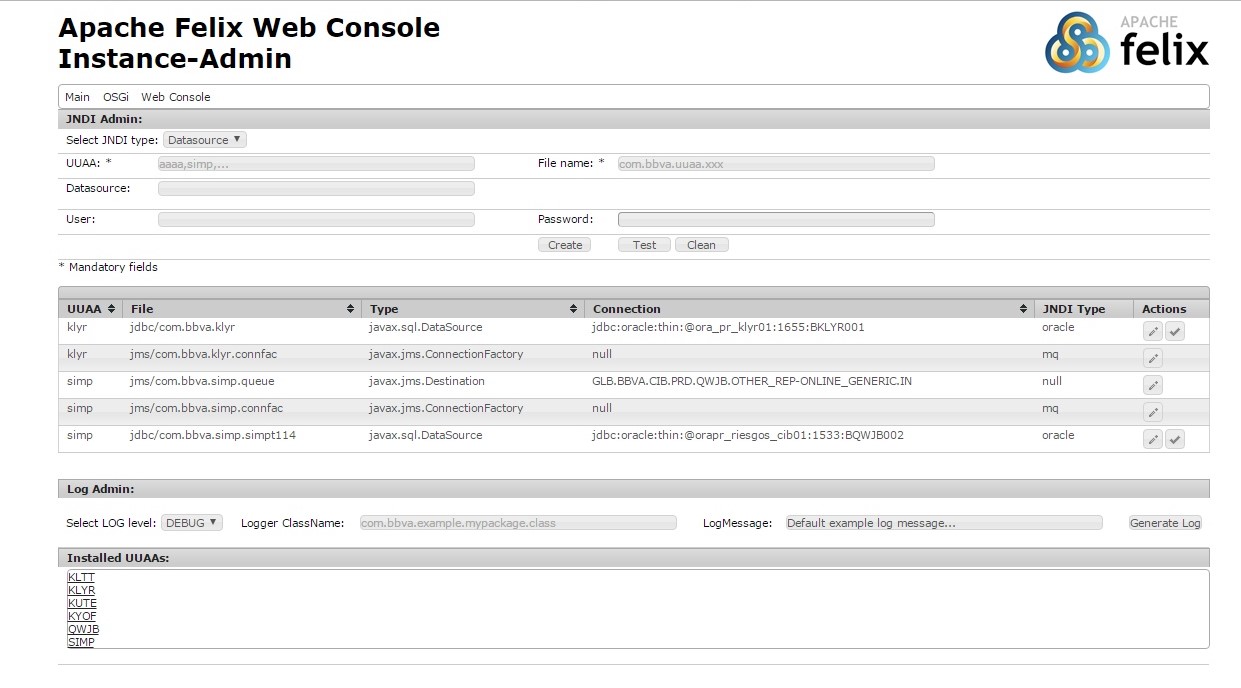 Apache Felix Web Console
Instance-Admin
APACHE
felix
Main OSGi Web Console
JNDI Admin:
Select JNDI type: Datasource ▼
UUAA: * aaaa,simp,... File name: * com.bbva.uuaa.xxx
Datasource:
User: Password:
Create Test Clean
* Mandatory fields
UUAA File Type Connection JNDI Type Actions
klyr jdbc/com.bbva.klyr javax.sql.DataSource jdbc:oracle:thin:@ora_pr_klyr01:1655:BKLYR001 oracle
klyr jms/com.bbva.klyr.connfac javax.jms.ConnectionFactory null mq
simp jms/com.bbva.simp.queue javax.jms.Destination GLB.BBVA.CIB.PRD.QWJB.OTHER_REP-ONLINE_GENERIC.IN null
simp jms/com.bbva.simp.connfac javax.jms.ConnectionFactory null mq
simp jdbc/com.bbva.simp.simpt114 javax.sql.DataSource jdbc:oracle:thin:@orapr_riesgos_cib01:1533:BQWJB002 oracle
Log Admin:
Select LOG level: DEBUG ▼ Logger ClassName: com.bbva.example.mypackage.class LogMessage: Default example log message... Generate Log
Installed UUAAs:
KLTT
KLYR
KUTE
KYOF
QWJB
SIMP